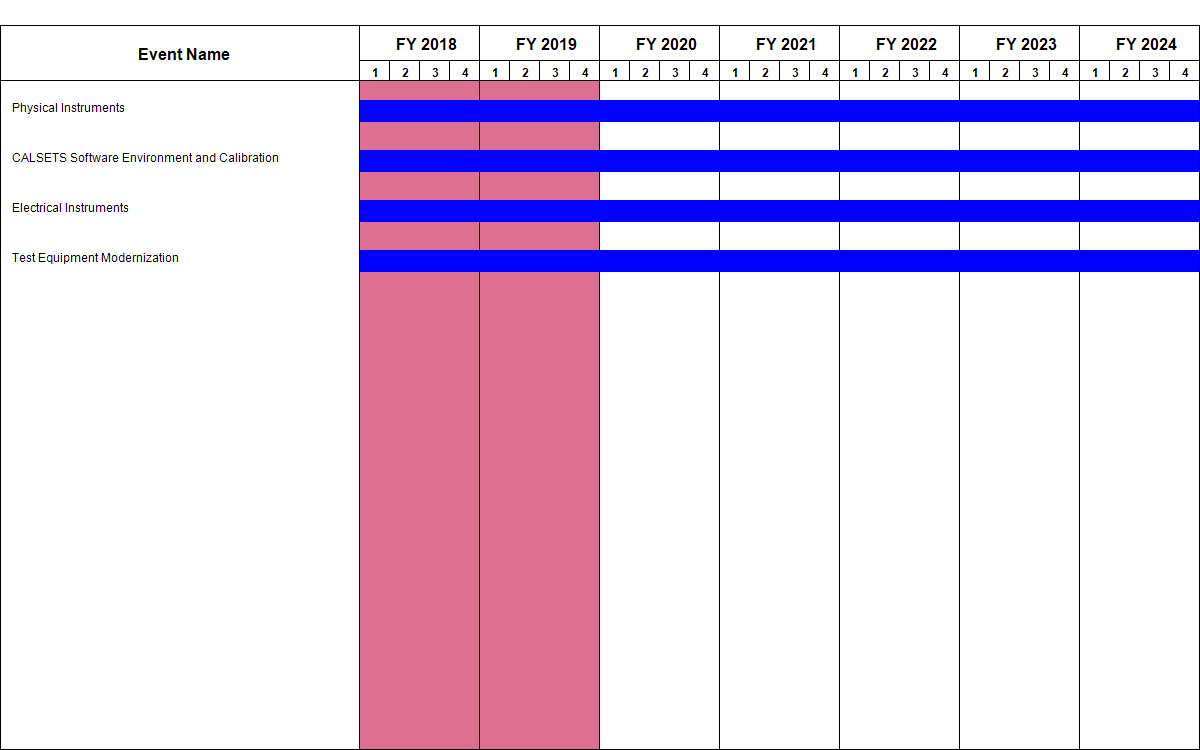 Event Name
FY 2018 FY 2019 FY 2020 FY 2021 FY 2022 FY 2023 FY 2024
1 2 3 4 1 2 3 4 1 2 3 4 1 2 3 4 1 2 3 4 1 2 3 4 1 2 3 4
Physical Instruments
CALSETS Software Environment and Calibration
Electrical Instruments
Test Equipment Modernization